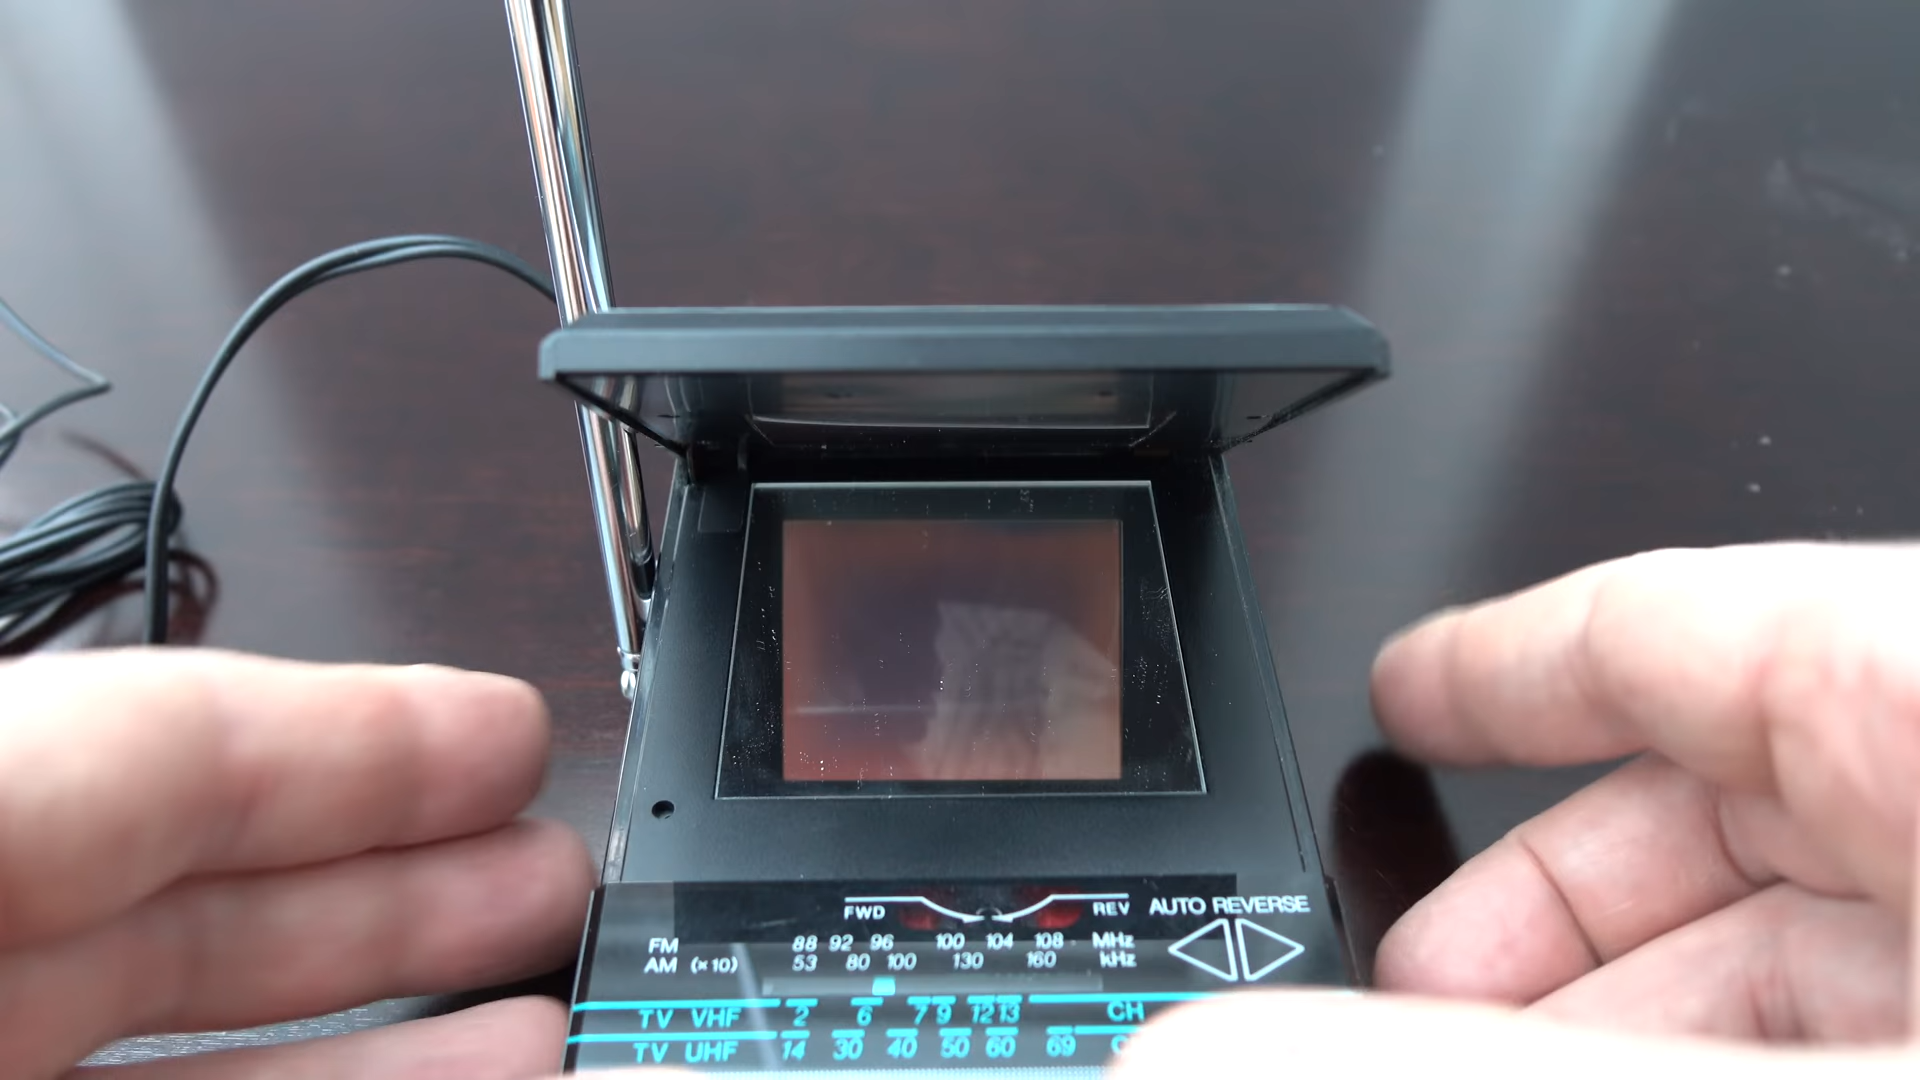 FWD REV AUTO REVERSE
FM 88 92 96 100 104 108 MHz
AM (×10) 53 80 100 130 160 kHz
TV VHF 2 6 7 9 12 13 CH
TV UHF 14 30 40 50 60 69